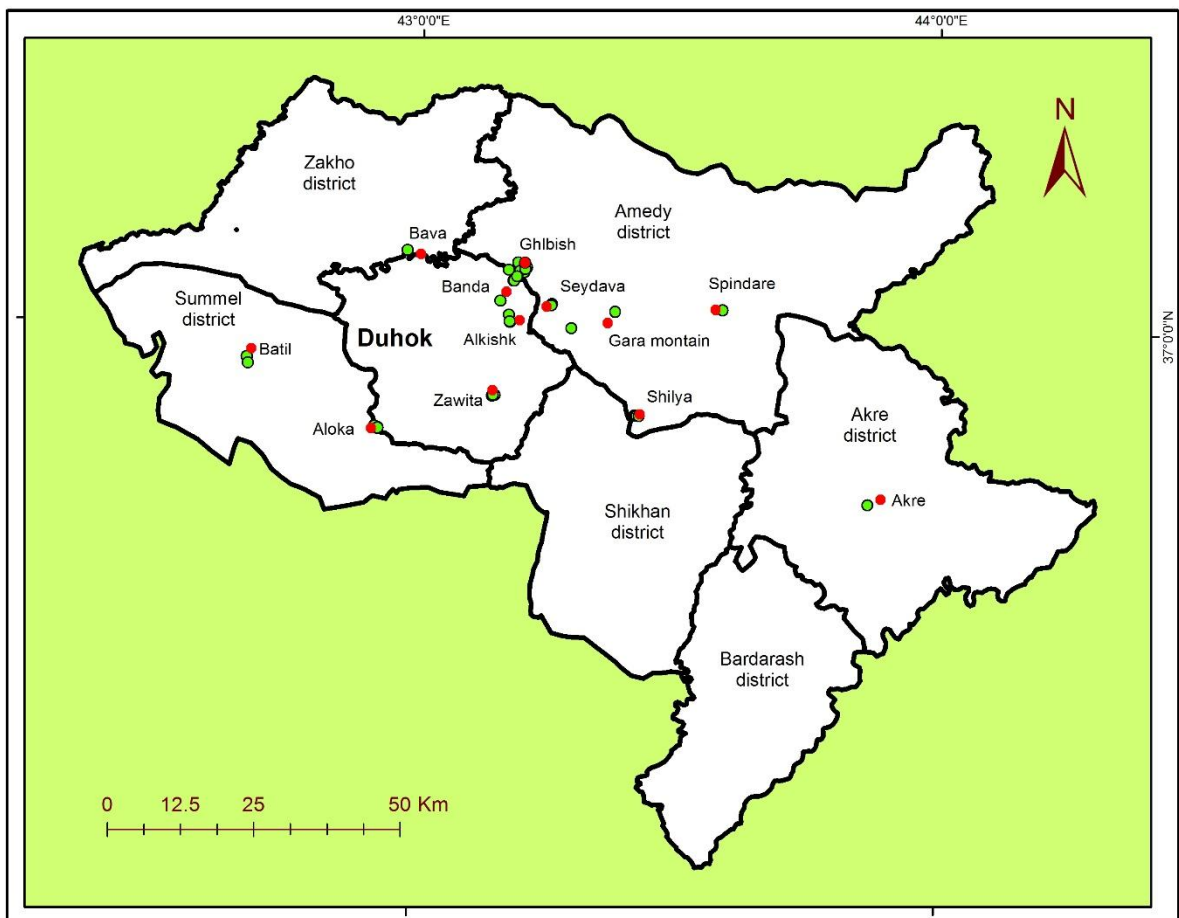 43°0'0"E
44°0'0"E
N
Zakho
district
Amedy
district
Bava
Ghlbish
Banda
Seydava
Spindare
Summel
district
Duhok
Alkishk
Gara montain
37°0'0"N
Batil
Zawita
Shilya
Akre
district
Aloka
Akre
Shikhan
district
Bardarash
district
0 12.5 25 50 Km